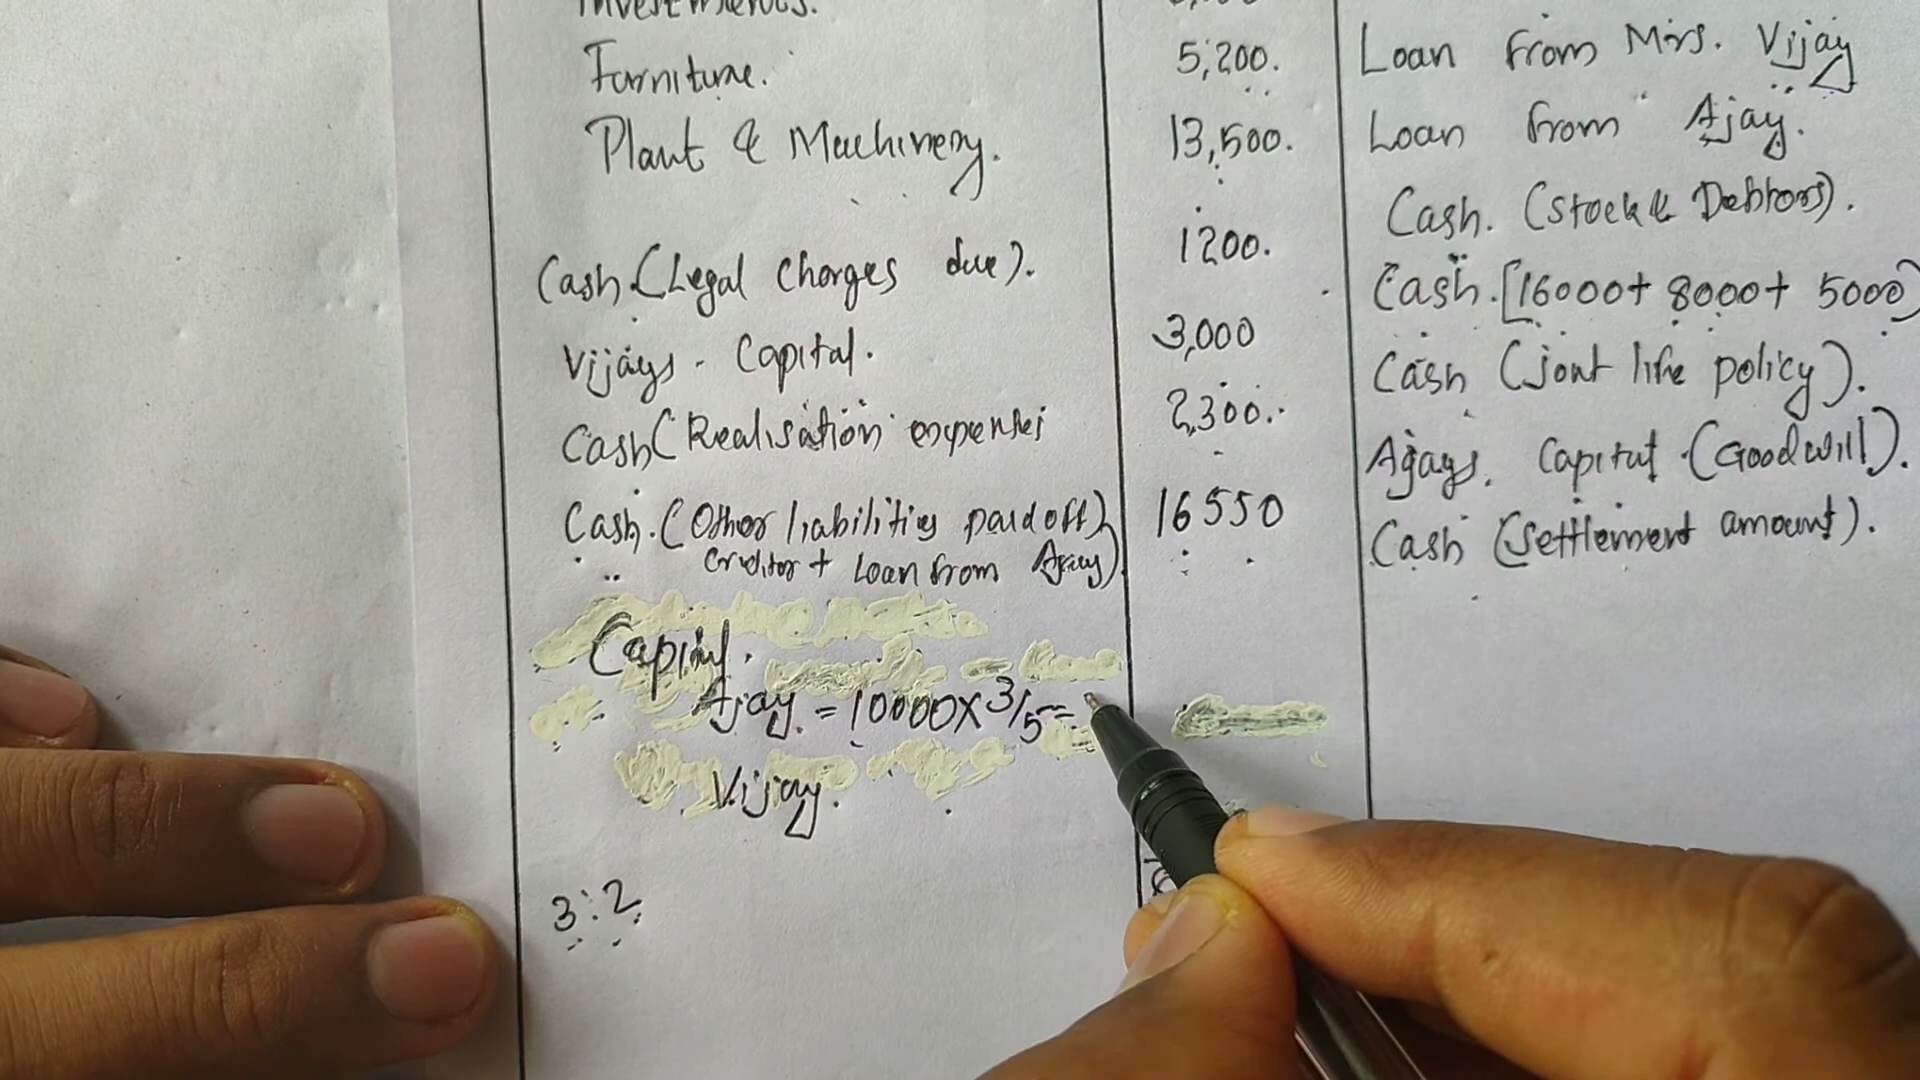 Investments.
Furniture. 5,200.
Plant & Machinery. 13,500.
Cash.(Legal Charges due). 1200.
Vijays - Capital. 3,000
Cash(Realisation expenses 2,300.
Cash.(Other liabilities paid off) 16550
Creditor + Loan from Ajay)
Capital.
Ajay. = 10000 X 3/5 =
Vijay.
3:2
Loan from Mrs. Vijay
Loan from Ajay.
Cash. (Stock & Debtors).
Cash.[16000+ 8000+ 5000)
Cash (Joint life policy).
Ajays. Capital.(Goodwill).
Cash (Settlement amount).